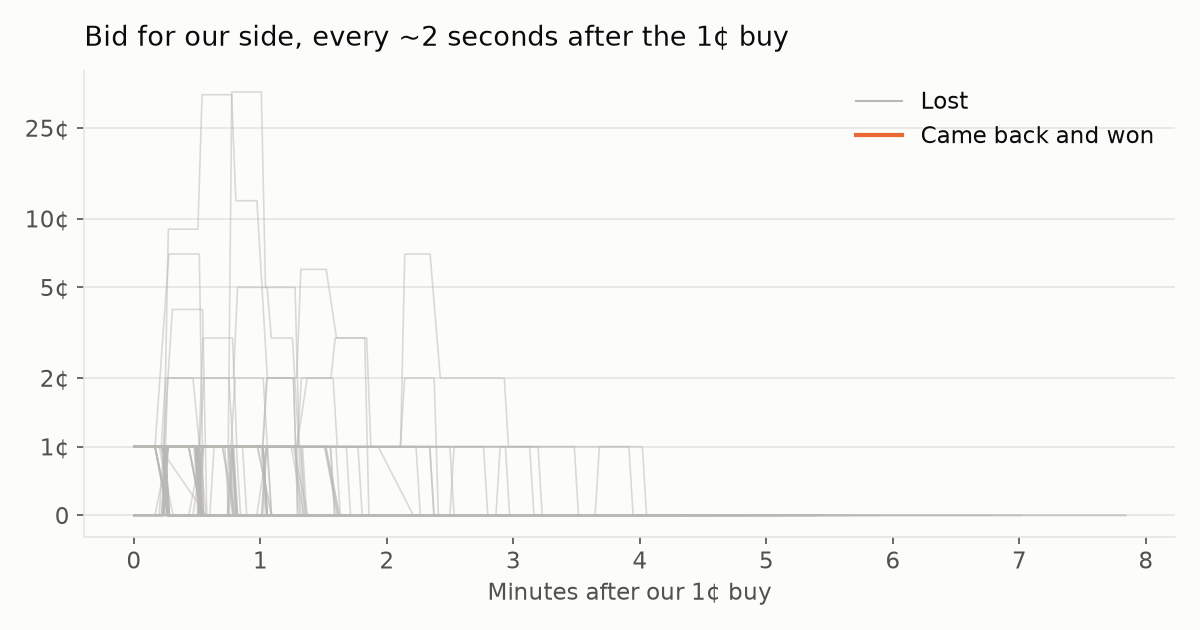 Bid for our side, every ~2 seconds after the 1¢ buy
Lost
Came back and won
25¢
10¢
5¢
2¢
1¢
0
0 1 2 3 4 5 6 7 8
Minutes after our 1¢ buy